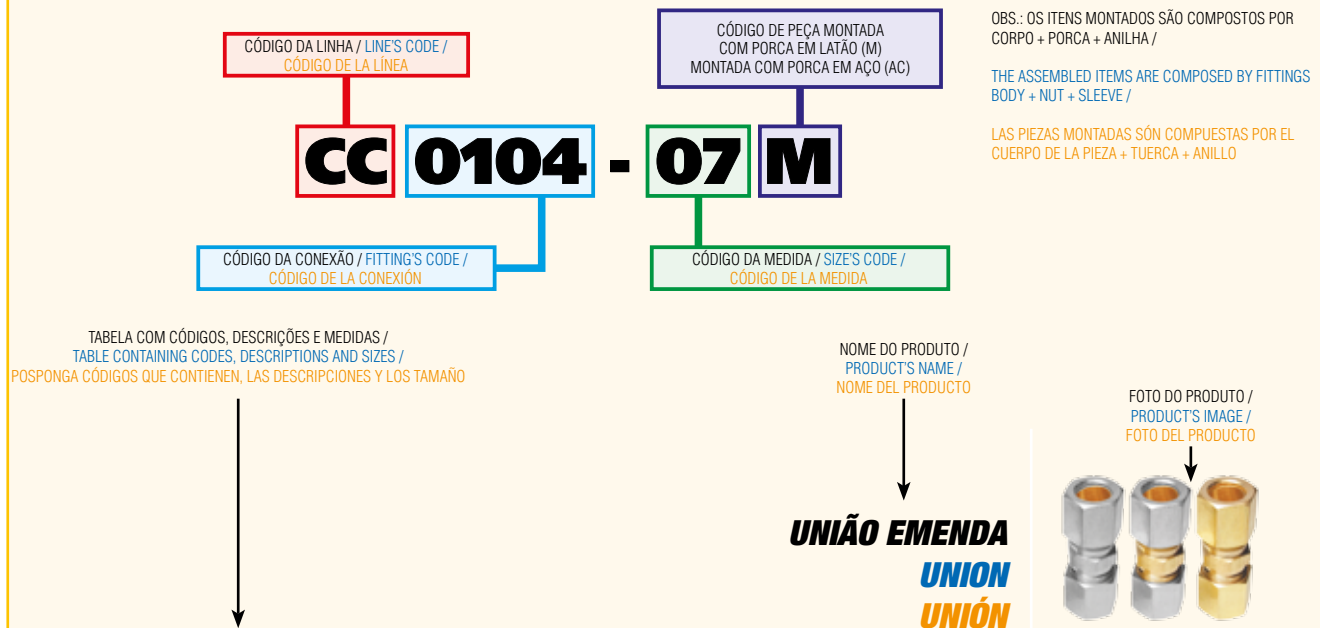 CÓDIGO DA LINHA / LINE'S CODE /
CÓDIGO DE LA LÍNEA
CÓDIGO DE PEÇA MONTADA
COM PORCA EM LATÃO (M)
MONTADA COM PORCA EM AÇO (AC)
OBS.: OS ITENS MONTADOS SÃO COMPOSTOS POR
CORPO + PORCA + ANILHA /
THE ASSEMBLED ITEMS ARE COMPOSED BY FITTINGS
BODY + NUT + SLEEVE /
LAS PIEZAS MONTADAS SÓN COMPUESTAS POR EL
CUERPO DE LA PIEZA + TUERCA + ANILLO
CC 0104 - 07 M
CÓDIGO DA CONEXÃO / FITTING'S CODE /
CÓDIGO DE LA CONEXIÓN
CÓDIGO DA MEDIDA / SIZE'S CODE /
CÓDIGO DE LA MEDIDA
TABELA COM CÓDIGOS, DESCRIÇÕES E MEDIDAS /
TABLE CONTAINING CODES, DESCRIPTIONS AND SIZES /
POSPONGA CÓDIGOS QUE CONTIENEN, LAS DESCRIPCIONES Y LOS TAMAÑO
NOME DO PRODUTO /
PRODUCT'S NAME /
NOME DEL PRODUCTO
FOTO DO PRODUTO /
PRODUCT'S IMAGE /
FOTO DEL PRODUCTO
UNIÃO EMENDA
UNION
UNIÓN